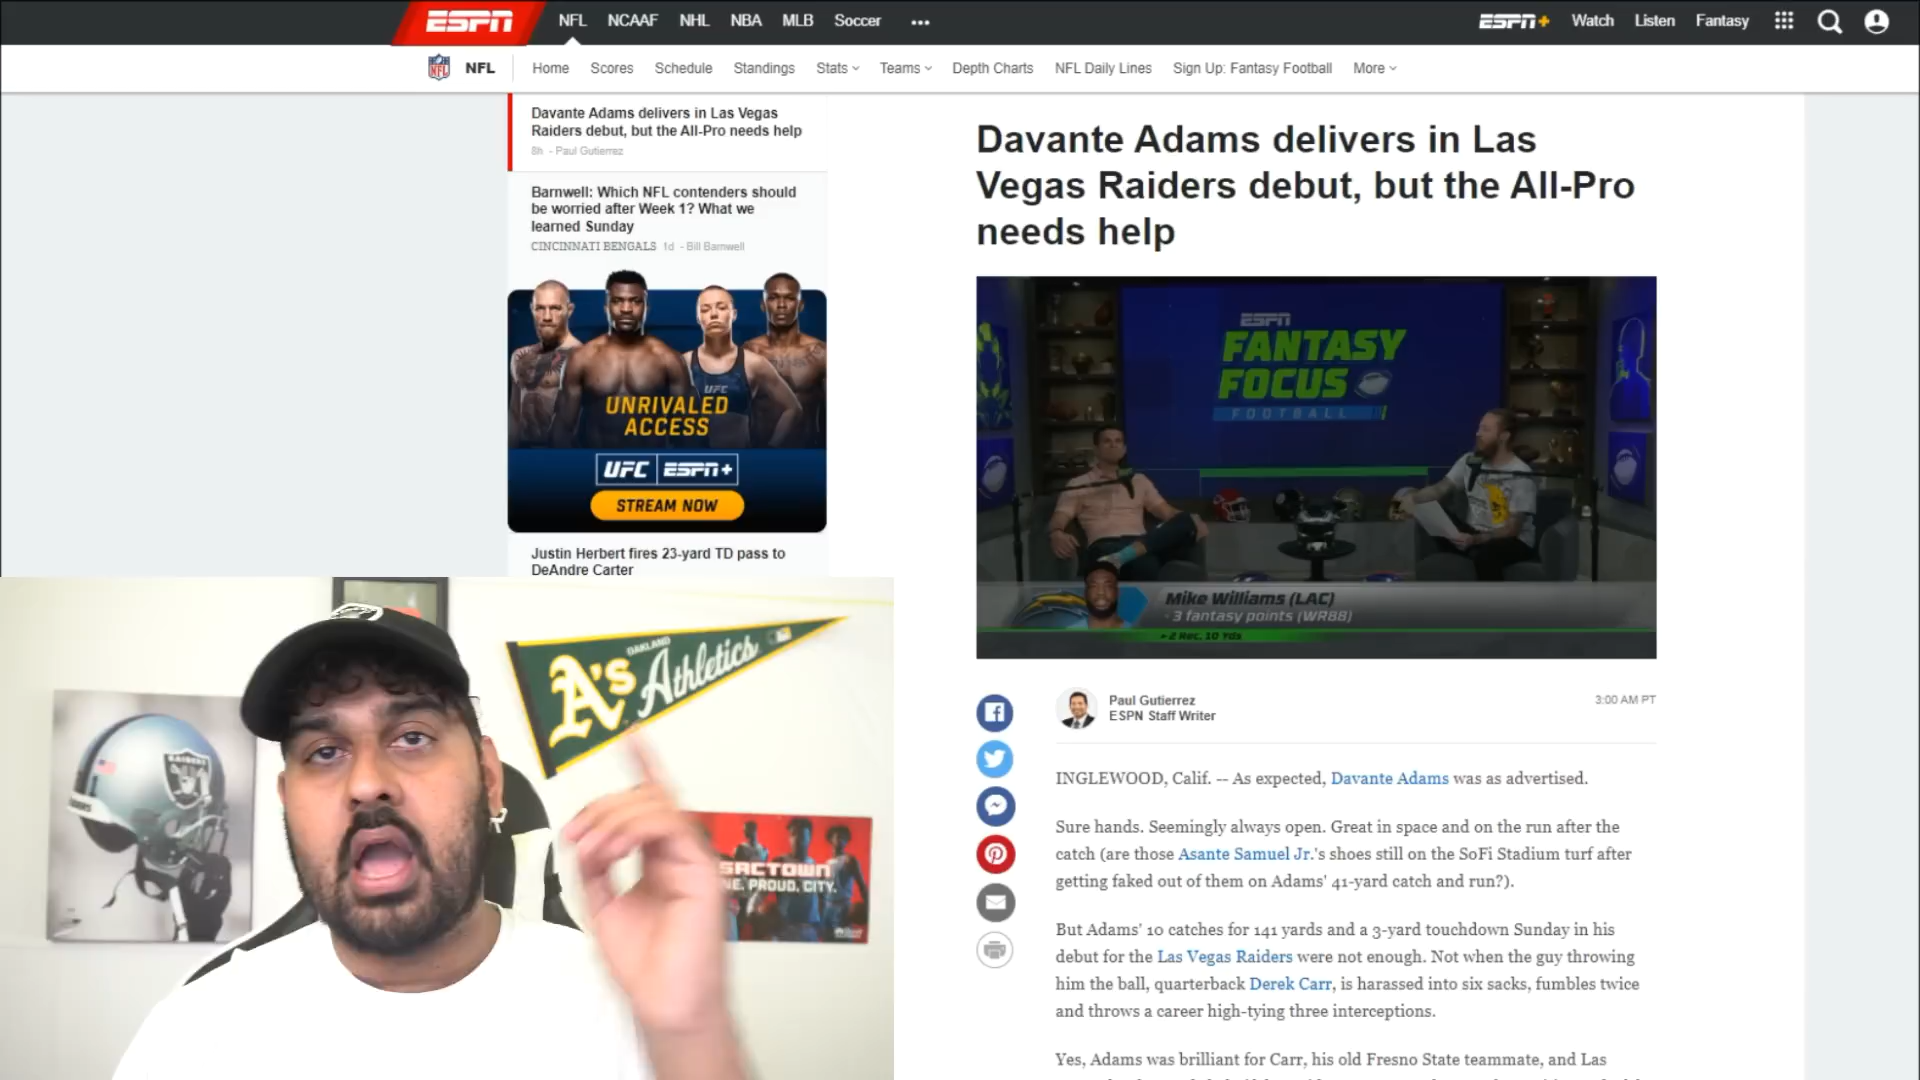 ESPN
NFL NCAAF NHL NBA MLB Soccer •••
ESPN+ Watch Listen Fantasy
NFL
Home Scores Schedule Standings Stats Teams Depth Charts NFL Daily Lines Sign Up: Fantasy Football More
Davante Adams delivers in Las Vegas
Raiders debut, but the All-Pro needs help
8h - Paul Gutierrez
Barnwell: Which NFL contenders should
be worried after Week 1? What we
learned Sunday
CINCINNATI BENGALS 1d - Bill Barnwell
UFC
UNRIVALED
ACCESS
UFC ESPN+
STREAM NOW
Justin Herbert fires 23-yard TD pass to
DeAndre Carter
Davante Adams delivers in Las
Vegas Raiders debut, but the All-Pro
needs help
ESPN
FANTASY
FOCUS
FOOTBALL
Mike Williams (LAC)
- 3 fantasy points (WR88)
2 Rec, 10 Yds
Paul Gutierrez
ESPN Staff Writer
3:00 AM PT
INGLEWOOD, Calif. -- As expected, Davante Adams was as advertised.
Sure hands. Seemingly always open. Great in space and on the run after the
catch (are those Asante Samuel Jr.'s shoes still on the SoFi Stadium turf after
getting faked out of them on Adams' 41-yard catch and run?).
But Adams' 10 catches for 141 yards and a 3-yard touchdown Sunday in his
debut for the Las Vegas Raiders were not enough. Not when the guy throwing
him the ball, quarterback Derek Carr, is harassed into six sacks, fumbles twice
and throws a career high-tying three interceptions.
Yes, Adams was brilliant for Carr, his old Fresno State teammate, and Las
RAIDERS
OAKLAND
A's Athletics
SACTOWN
PROUD. CITY.